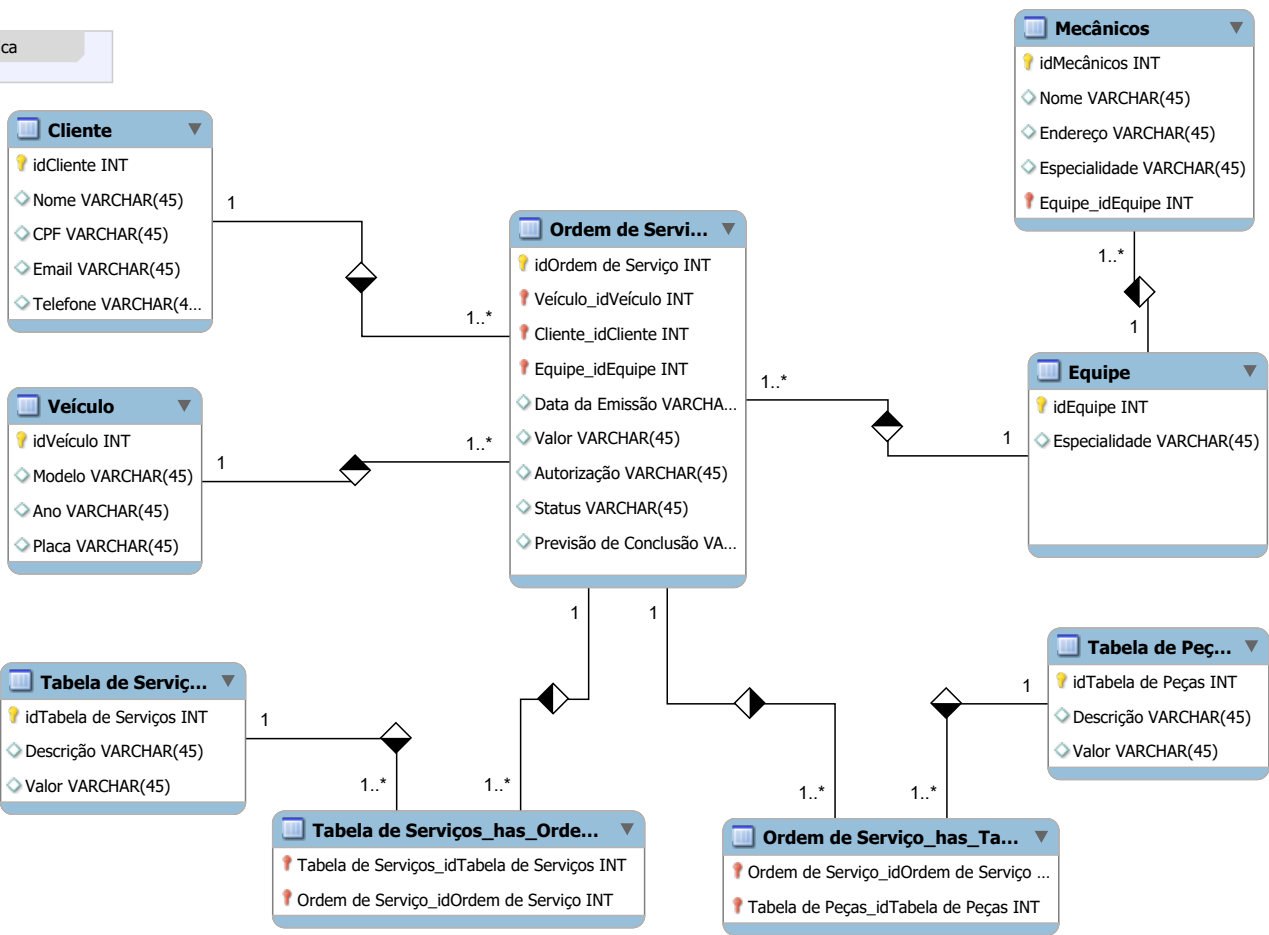 ca
Cliente
idCliente INT
Nome VARCHAR(45)
CPF VARCHAR(45)
Email VARCHAR(45)
Telefone VARCHAR(4...
1
1..*
Veículo
idVeículo INT
Modelo VARCHAR(45)
Ano VARCHAR(45)
Placa VARCHAR(45)
1
1..*
Ordem de Servi...
idOrdem de Serviço INT
Veículo_idVeículo INT
Cliente_idCliente INT
Equipe_idEquipe INT
Data da Emissão VARCHA...
Valor VARCHAR(45)
Autorização VARCHAR(45)
Status VARCHAR(45)
Previsão de Conclusão VA...
1..*
1
1
1
Mecânicos
idMecânicos INT
Nome VARCHAR(45)
Endereço VARCHAR(45)
Especialidade VARCHAR(45)
Equipe_idEquipe INT
1..*
1
Equipe
idEquipe INT
Especialidade VARCHAR(45)
Tabela de Serviç...
idTabela de Serviços INT
Descrição VARCHAR(45)
Valor VARCHAR(45)
1
1..*
1..*
Tabela de Serviços_has_Orde...
Tabela de Serviços_idTabela de Serviços INT
Ordem de Serviço_idOrdem de Serviço INT
Tabela de Peç...
idTabela de Peças INT
Descrição VARCHAR(45)
Valor VARCHAR(45)
1
1..*
1..*
Ordem de Serviço_has_Ta...
Ordem de Serviço_idOrdem de Serviço ...
Tabela de Peças_idTabela de Peças INT